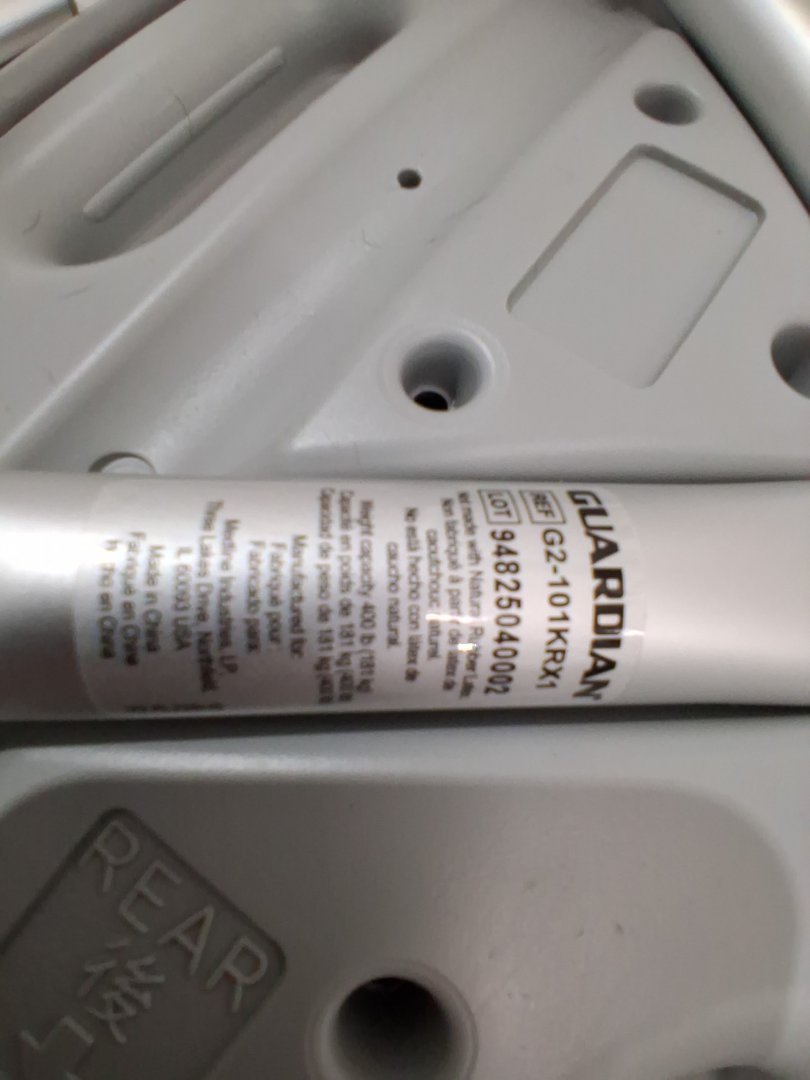 GUARDIAN
REF G2-101KRX1
LOT 94825040002
Not made with Natural Rubber Latex
Non fabriqué à partir de latex de
caoutchouc naturel.
No está hecho con látex de
caucho natural.
Weight capacity 400 lb (181 kg
Capacité en poids de 181 kg (400 lb
Capacidad de peso de 181 kg (400 lb
Manufactured for:
Fabriqué pour :
Fabricado para:
Medline Industries, LP
Three Lakes Drive, Northfield,
IL 60093 USA
Made in China
Fabriqué en Chine
Hecho en China
REAR
後